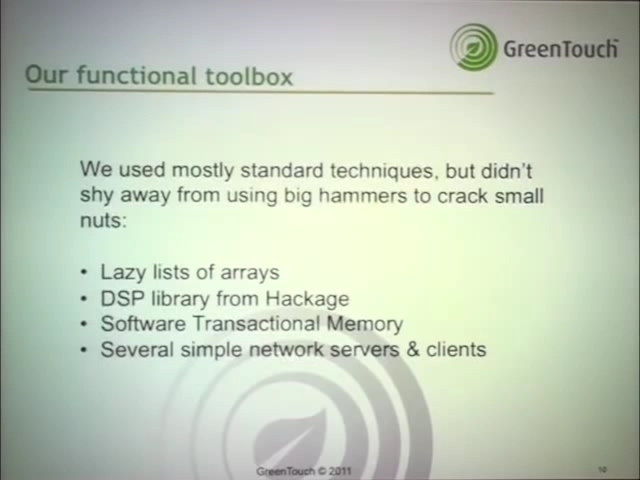 GreenTouch™
Our functional toolbox
We used mostly standard techniques, but didn't
shy away from using big hammers to crack small
nuts:
• Lazy lists of arrays
• DSP library from Hackage
• Software Transactional Memory
• Several simple network servers & clients
GreenTouch © 2011
10